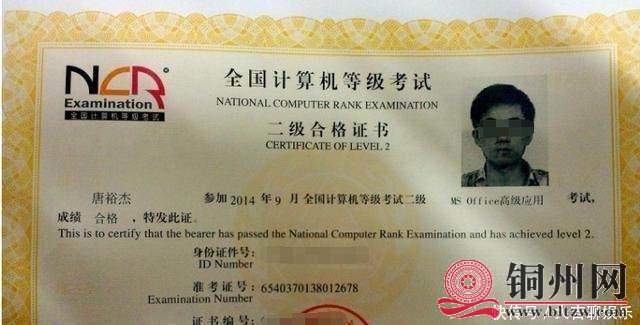 NCR
Examination
全国计算机等级考试
全国计算机等级考试
NATIONAL COMPUTER RANK EXAMINATION
二级合格证书
CERTIFICATE OF LEVEL 2
唐裕杰 参加 2014 年 9 月 全国计算机等级考试二级 MS Office高级应用 考试,
成绩 合格 ,特发此证。
This is to certify that the bearer has passed the National Computer Rank Examination and has achieved level 2.
身份证件号:
ID Number
准考证号: 6540370138012678
Examination Number
证书编号:
铜州网